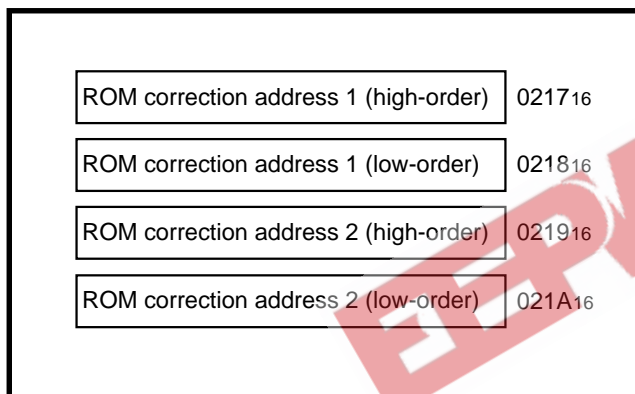 ROM correction address 1 (high-order) 0217₁₆
ROM correction address 1 (low-order) 0218₁₆
ROM correction address 2 (high-order) 0219₁₆
ROM correction address 2 (low-order) 021A₁₆